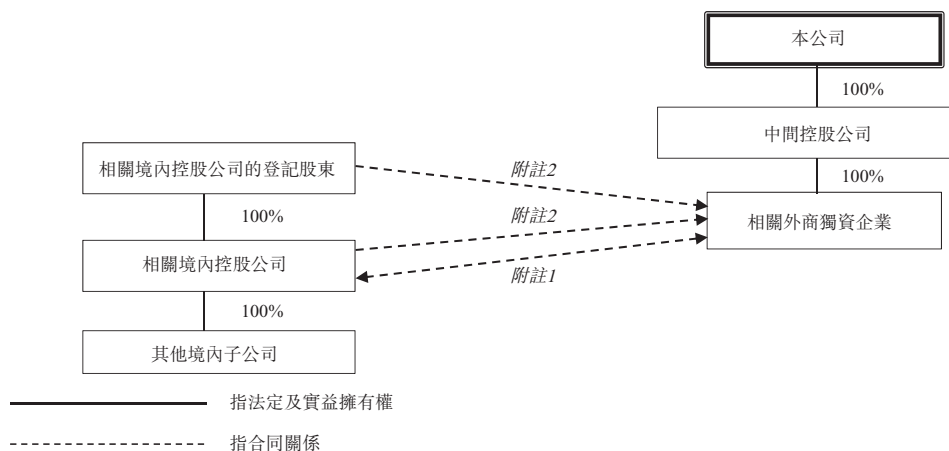 本公司
100%
中間控股公司
相關境內控股公司的登記股東
附註2
100%
100%
附註2
相關外商獨資企業
相關境內控股公司
附註1
100%
其他境內子公司
指法定及實益擁有權
指合同關係